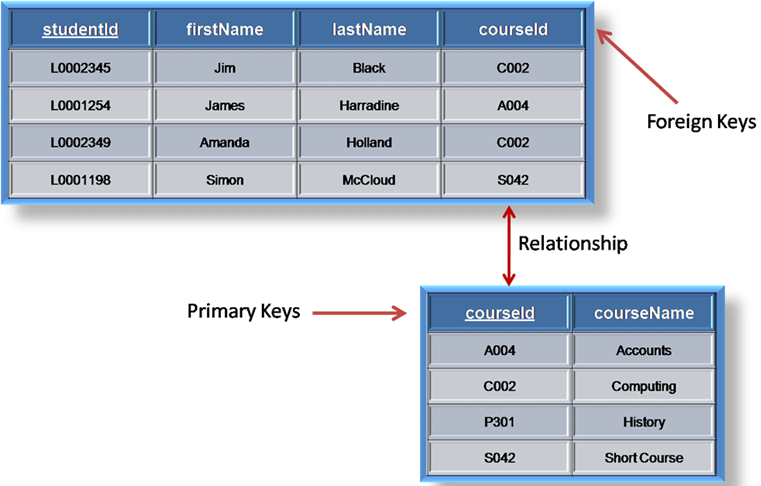 studentId firstName lastName courseId
L0002345 Jim Black C002
L0001254 James Harradine A004
L0002349 Amanda Holland C002
L0001198 Simon McCloud S042
Foreign Keys
Relationship
Primary Keys
courseId courseName
A004 Accounts
C002 Computing
P301 History
S042 Short Course